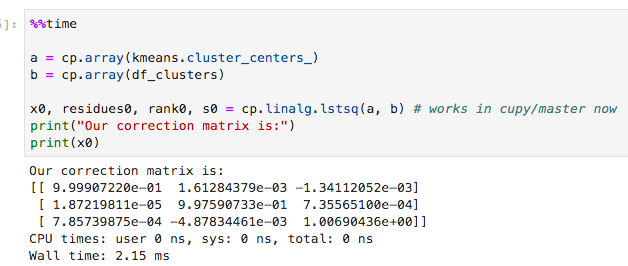 ]: %%time
a = cp.array(kmeans.cluster_centers_)
b = cp.array(df_clusters)
x0, residues0, rank0, s0 = cp.linalg.lstsq(a, b) # works in cupy/master now
print("Our correction matrix is:")
print(x0)
Our correction matrix is:
[[ 9.99907220e-01  1.61284379e-03 -1.34112052e-03]
 [ 1.87219811e-05  9.97590733e-01  7.35565100e-04]
 [ 7.85739875e-04 -4.87834461e-03  1.00690436e+00]]
CPU times: user 0 ns, sys: 0 ns, total: 0 ns
Wall time: 2.15 ms